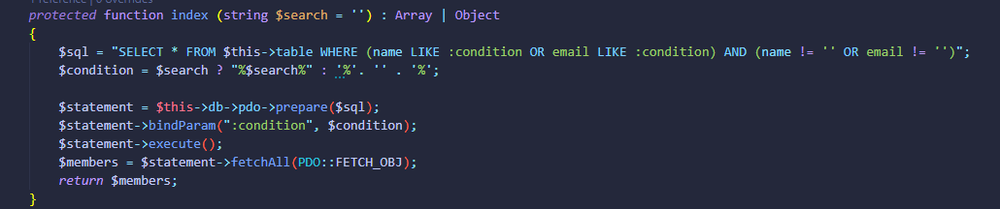 1 reference | 0 overrides
protected function index (string $search = '') : Array | Object
{
$sql = "SELECT * FROM $this->table WHERE (name LIKE :condition OR email LIKE :condition) AND (name != '' OR email != '')";
$condition = $search ? "%$search%" : '%'. '' . '%';
$statement = $this->db->pdo->prepare($sql);
$statement->bindParam(":condition", $condition);
$statement->execute();
$members = $statement->fetchAll(PDO::FETCH_OBJ);
return $members;
}